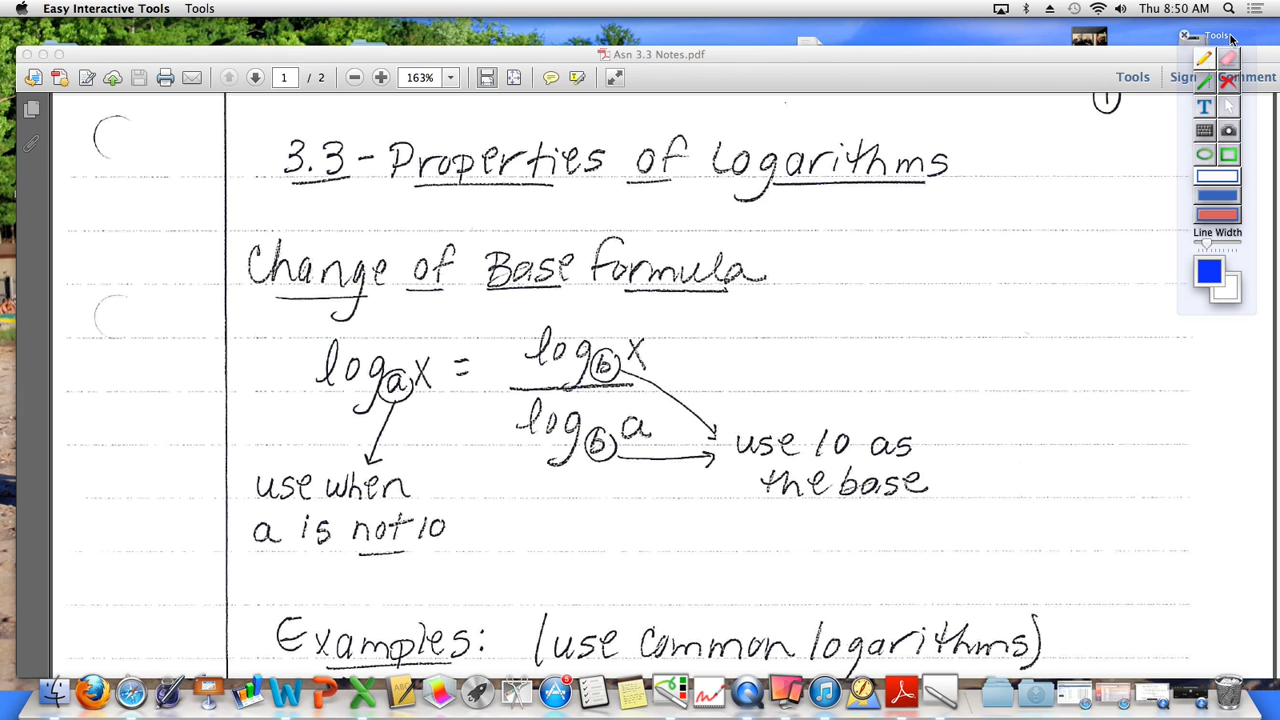 Easy Interactive Tools Tools Thu 8:50 AM
Tools
Asn 3.3 Notes.pdf
1 / 2 163% Tools Sign Comment
T
Line Width
1
3.3 - Properties of Logarithms
Change of Base formula
log_a x = log_b x / log_b a
use 10 as
the base
use when
a is not 10
Examples: (use common logarithms)